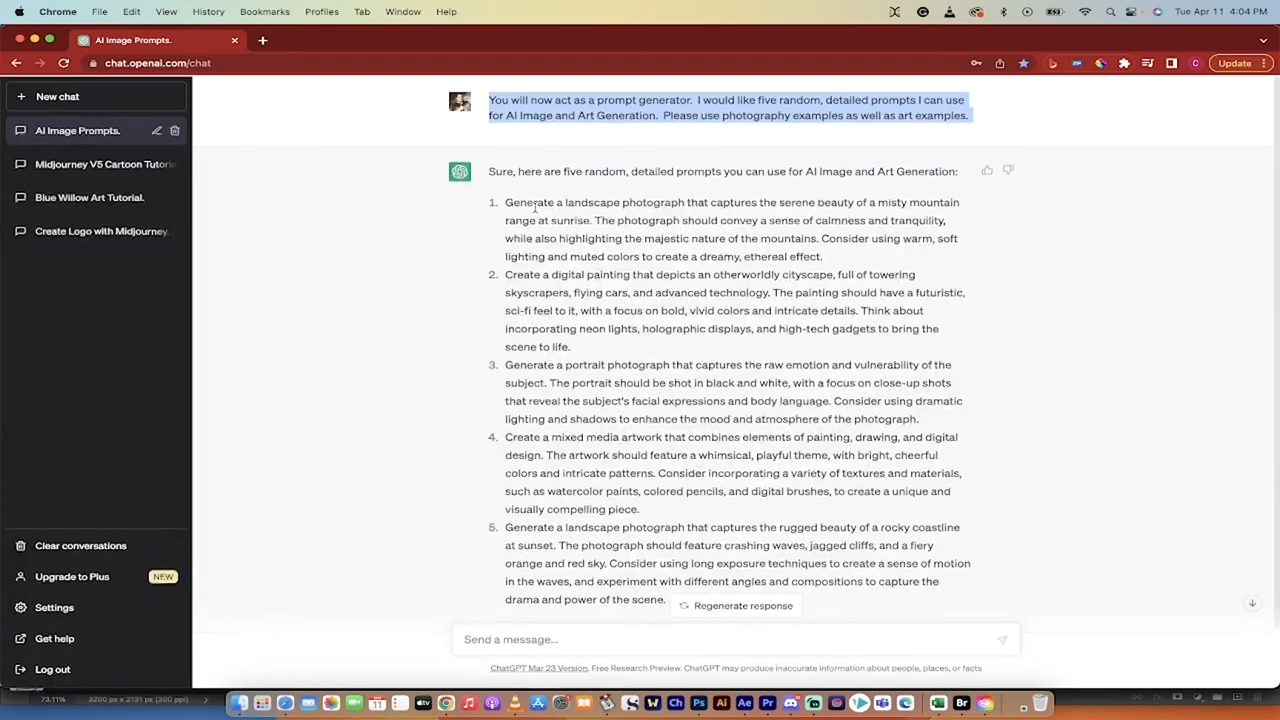 Chrome File Edit View History Bookmarks Profiles Tab Window Help Tue Apr 11 4:04 PM
AI Image Prompts.
chat.openai.com/chat
Update
New chat
AI Image Prompts.
Midjourney V5 Cartoon Tutori
Blue Willow Art Tutorial.
Create Logo with Midjourney.
Clear conversations
Upgrade to Plus NEW
Settings
Get help
Log out
You will now act as a prompt generator. I would like five random, detailed prompts I can use
for AI Image and Art Generation. Please use photography examples as well as art examples.
Sure, here are five random, detailed prompts you can use for AI Image and Art Generation:
1. Generate a landscape photograph that captures the serene beauty of a misty mountain
range at sunrise. The photograph should convey a sense of calmness and tranquility,
while also highlighting the majestic nature of the mountains. Consider using warm, soft
lighting and muted colors to create a dreamy, ethereal effect.
2. Create a digital painting that depicts an otherworldly cityscape, full of towering
skyscrapers, flying cars, and advanced technology. The painting should have a futuristic,
sci-fi feel to it, with a focus on bold, vivid colors and intricate details. Think about
incorporating neon lights, holographic displays, and high-tech gadgets to bring the
scene to life.
3. Generate a portrait photograph that captures the raw emotion and vulnerability of the
subject. The portrait should be shot in black and white, with a focus on close-up shots
that reveal the subject's facial expressions and body language. Consider using dramatic
lighting and shadows to enhance the mood and atmosphere of the photograph.
4. Create a mixed media artwork that combines elements of painting, drawing, and digital
design. The artwork should feature a whimsical, playful theme, with bright, cheerful
colors and intricate patterns. Consider incorporating a variety of textures and materials,
such as watercolor paints, colored pencils, and digital brushes, to create a unique and
visually compelling piece.
5. Generate a landscape photograph that captures the rugged beauty of a rocky coastline
at sunset. The photograph should feature crashing waves, jagged cliffs, and a fiery
orange and red sky. Consider using long exposure techniques to create a sense of motion
in the waves, and experiment with different angles and compositions to capture the
drama and power of the scene.
Regenerate response
Send a message...
ChatGPT Mar 23 Version. Free Research Preview. ChatGPT may produce inaccurate information about people, places, or facts
73.11% 3200 px x 2131 px (300 ppi)